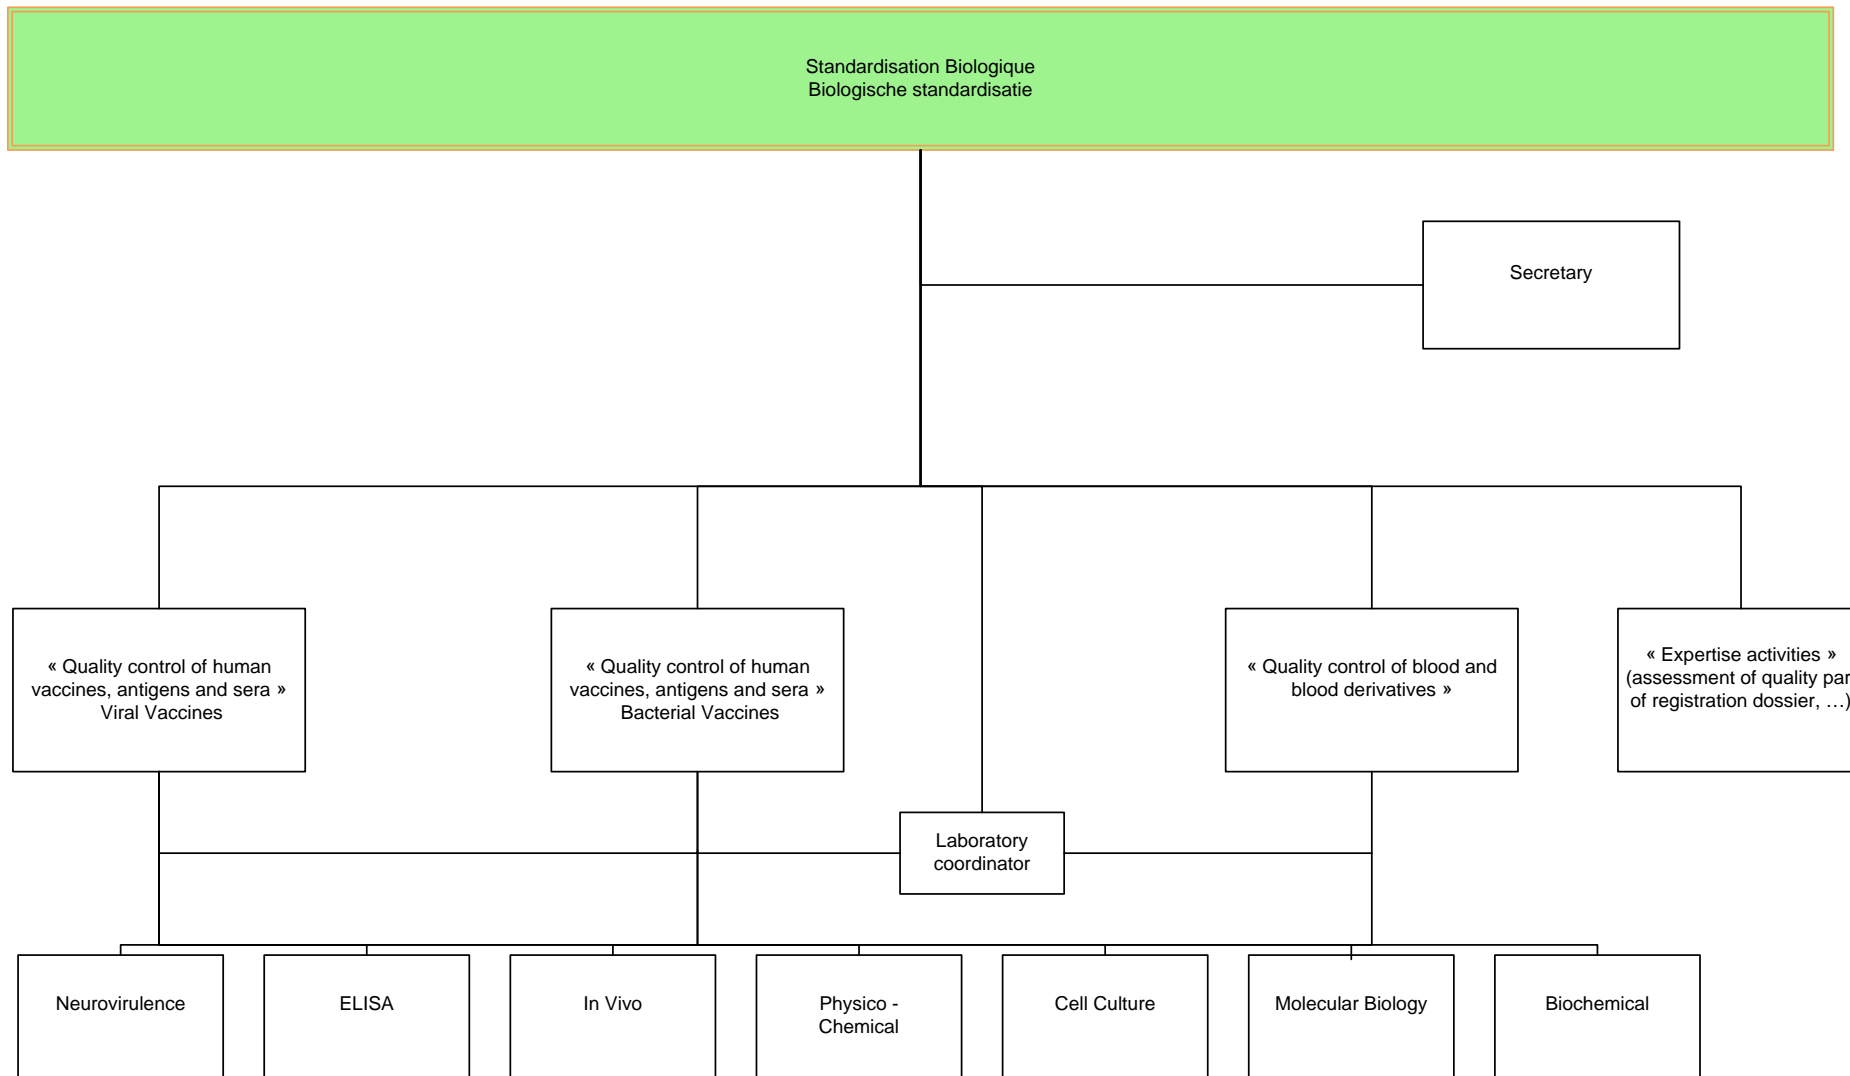 Standardisation Biologique
Biologische standardisatie
Secretary
« Quality control of human
vaccines, antigens and sera »
Viral Vaccines
« Quality control of human
vaccines, antigens and sera »
Bacterial Vaccines
« Quality control of blood and
blood derivatives »
« Expertise activities »
(assessment of quality par
of registration dossier, …)
Laboratory
coordinator
Neurovirulence
ELISA
In Vivo
Physico -
Chemical
Cell Culture
Molecular Biology
Biochemical